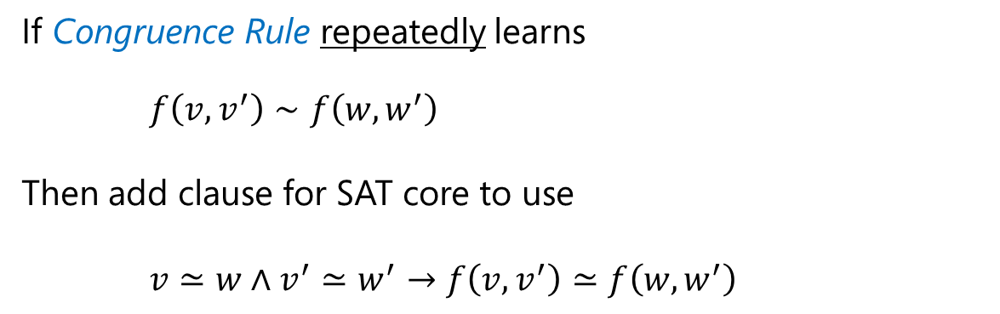 If Congruence Rule repeatedly learns
f(v, v′) ~ f(w, w′)
Then add clause for SAT core to use
v ≃ w ∧ v′ ≃ w′ → f(v, v′) ≃ f(w, w′)